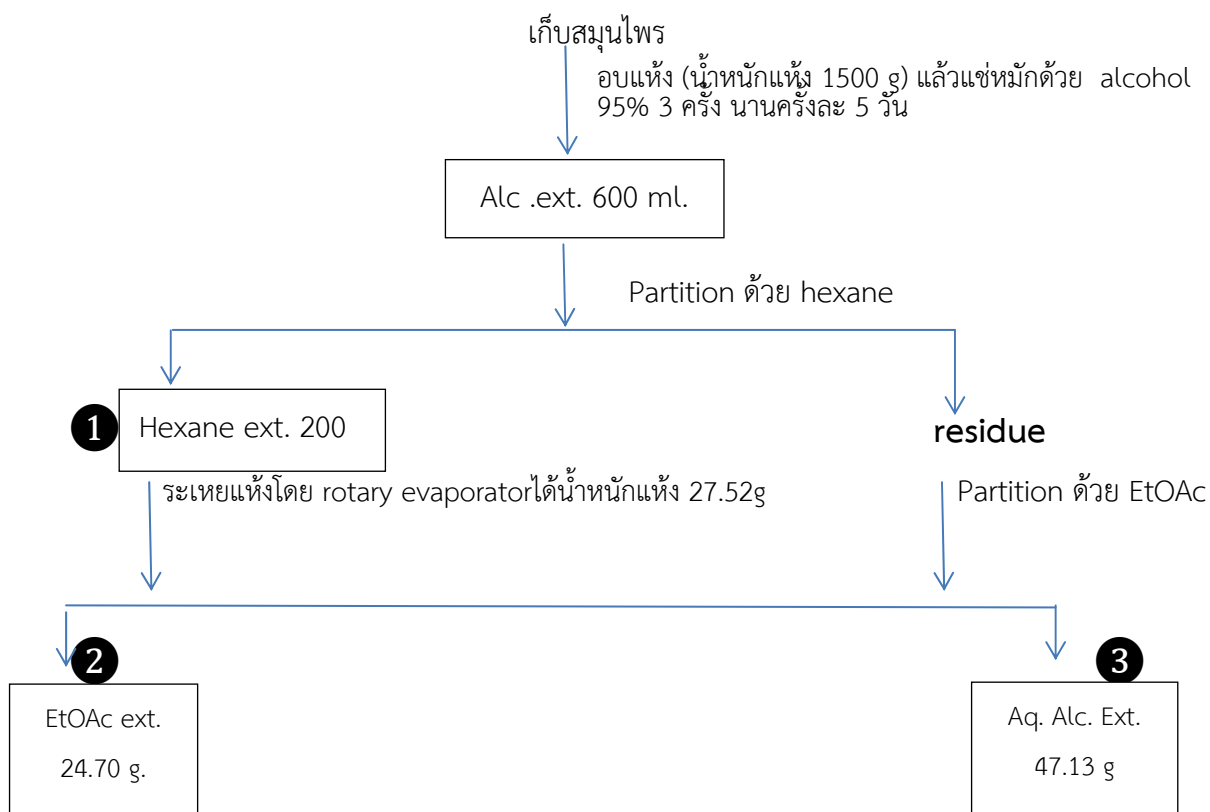 เก็บสมุนไพร
อบแห้ง (น้ำหนักแห้ง 1500 g) แล้วแช่หมักด้วย alcohol
95% 3 ครั้ง นานครั้งละ 5 วัน
Alc .ext. 600 ml.
Partition ด้วย hexane
1
Hexane ext. 200
residue
ระเหยแห้งโดย rotary evaporatorได้น้ำหนักแห้ง 27.52g
Partition ด้วย EtOAc
2
3
EtOAc ext.
24.70 g.
Aq. Alc. Ext.
47.13 g